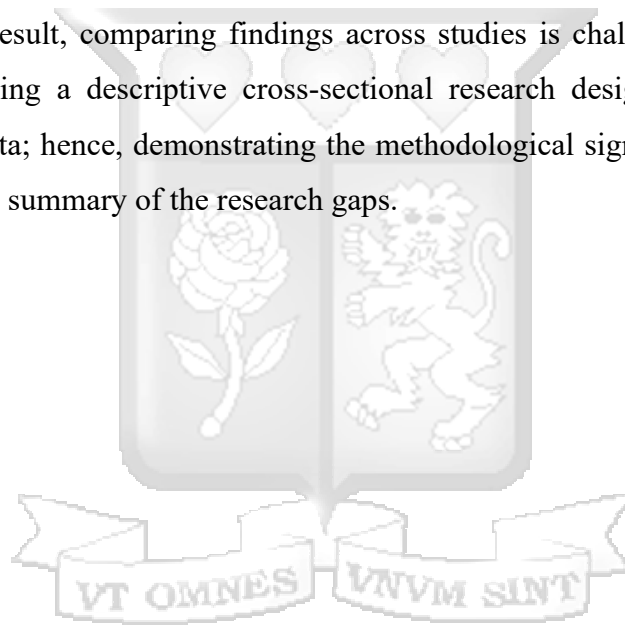 esult, comparing findings across studies is chal
ing a descriptive cross-sectional research desig
ta; hence, demonstrating the methodological sign
summary of the research gaps.
VT OMNES VNVM SINT